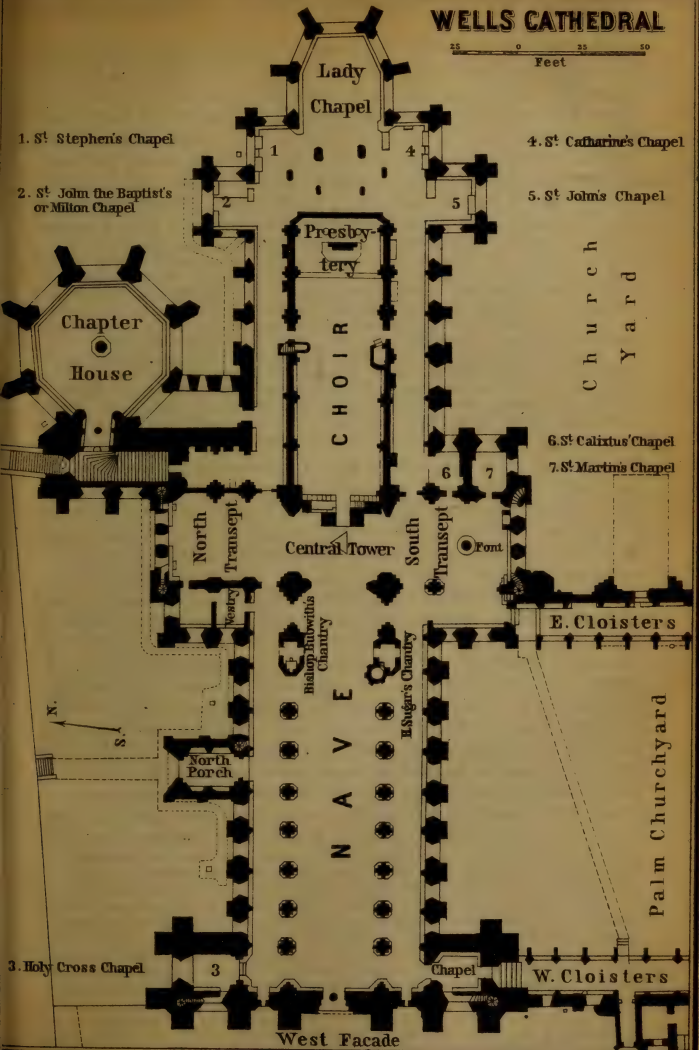 WELLS CATHEDRAL
25 0 25 50
Feet
Lady
Chapel
1. St. Stephen's Chapel
2. St. John the Baptist's
or Milton Chapel
4. St. Catharine's Chapel
5. St. John's Chapel
1
4
2
5
Presby-
tery
Church
Yard
Chapter
House
CHOIR
6. St. Calixtus' Chapel
7. St. Martin's Chapel
6
7
North
Transept
Central Tower
South
Transept
Font
Vestry
E. Cloisters
Bishop Bubwith's
Chantry
H. Sugar's Chantry
N.
S.
NAVE
North
Porch
Palm Churchyard
3. Holy Cross Chapel
3
Chapel
W. Cloisters
West Facade